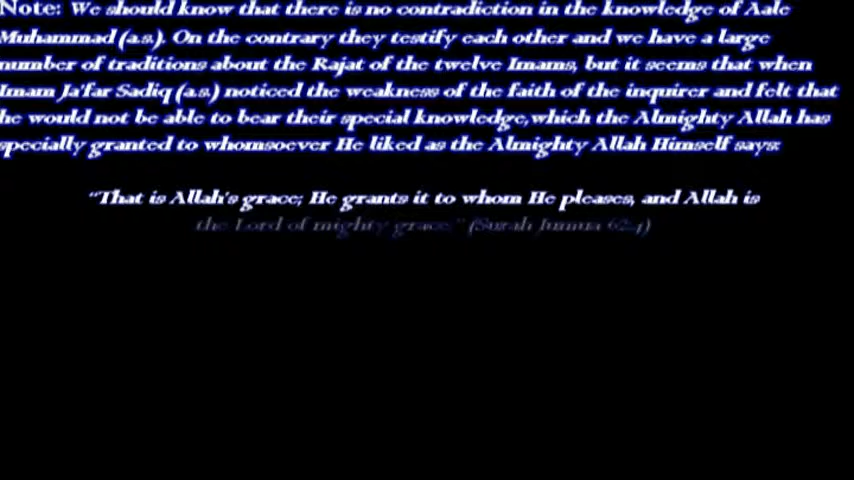 Note: We should know that there is no contradiction in the knowledge of Aale
Muhammad (a.s.). On the contrary they testify each other and we have a large
number of traditions about the Rajat of the twelve Imams, but it seems that when
Imam Ja'far Sadiq (a.s.) noticed the weakness of the faith of the inquirer and felt that
he would not be able to bear their special knowledge,which the Almighty Allah has
specially granted to whomsoever He liked as the Almighty Allah Himself says:
"That is Allah's grace; He grants it to whom He pleases, and Allah is
the Lord of mighty grace." (Surah Jumua 62:4)